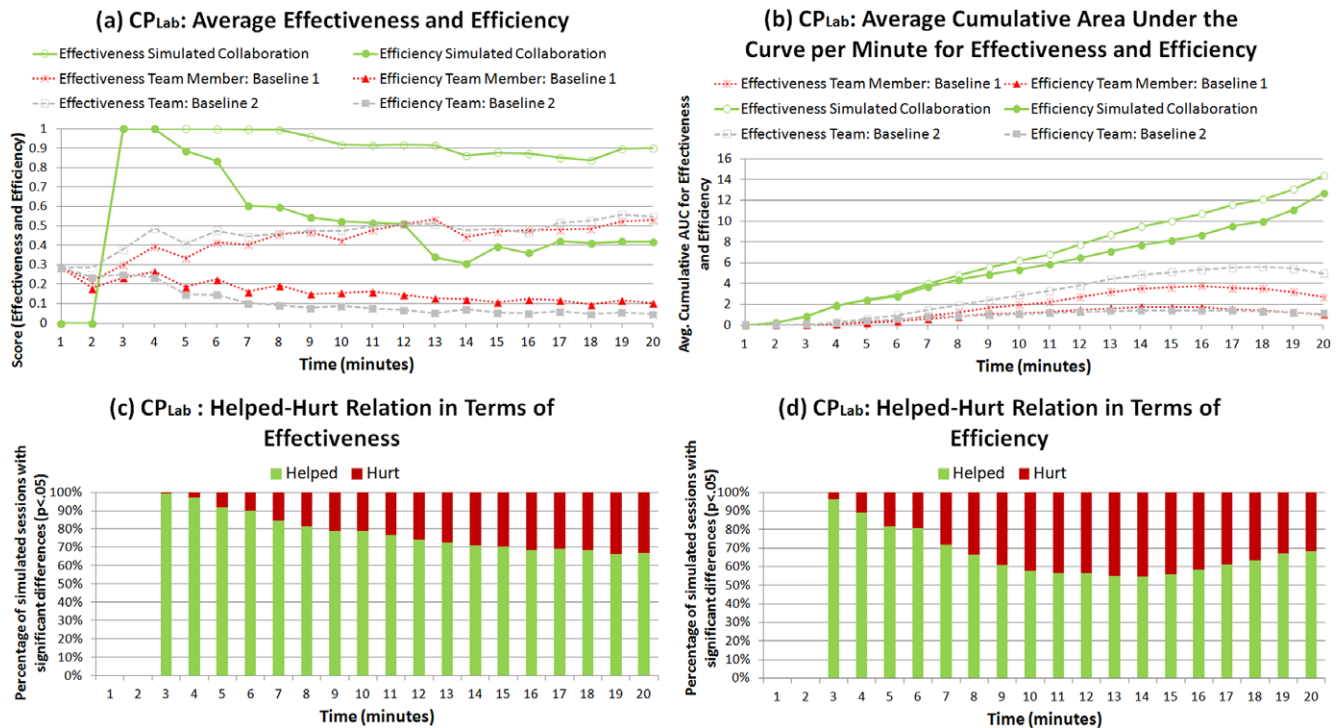 (a) CPLab: Average Effectiveness and Efficiency
Effectiveness Simulated Collaboration
Efficiency Simulated Collaboration
Effectiveness Team Member: Baseline 1
Efficiency Team Member: Baseline 1
Effectiveness Team: Baseline 2
Efficiency Team: Baseline 2
Score (Effectiveness and Efficiency)
1
0.9
0.8
0.7
0.6
0.5
0.4
0.3
0.2
0.1
0
1 2 3 4 5 6 7 8 9 10 11 12 13 14 15 16 17 18 19 20
Time (minutes)
(b) CPLab: Average Cumulative Area Under the
Curve per Minute for Effectiveness and Efficiency
Effectiveness Team Member: Baseline 1
Efficiency Team Member: Baseline 1
Effectiveness Simulated Collaboration
Efficiency Simulated Collaboration
Effectiveness Team: Baseline 2
Efficiency Team: Baseline 2
Avg. Cumulative AUC for Effectiveness
and Efficiency
16
14
12
10
8
6
4
2
0
1 2 3 4 5 6 7 8 9 10 11 12 13 14 15 16 17 18 19 20
Time (minutes)
(c) CPLab : Helped-Hurt Relation in Terms of
Effectiveness
Helped Hurt
Percentage of simulated sessions with
significant differences (p<.05)
100%
90%
80%
70%
60%
50%
40%
30%
20%
10%
0%
1 2 3 4 5 6 7 8 9 10 11 12 13 14 15 16 17 18 19 20
Time (minutes)
(d) CPLab: Helped-Hurt Relation in Terms of
Efficiency
Helped Hurt
Percentage of simulated sessions with
significant differences (p<.05)
100%
90%
80%
70%
60%
50%
40%
30%
20%
10%
0%
1 2 3 4 5 6 7 8 9 10 11 12 13 14 15 16 17 18 19 20
Time (minutes)